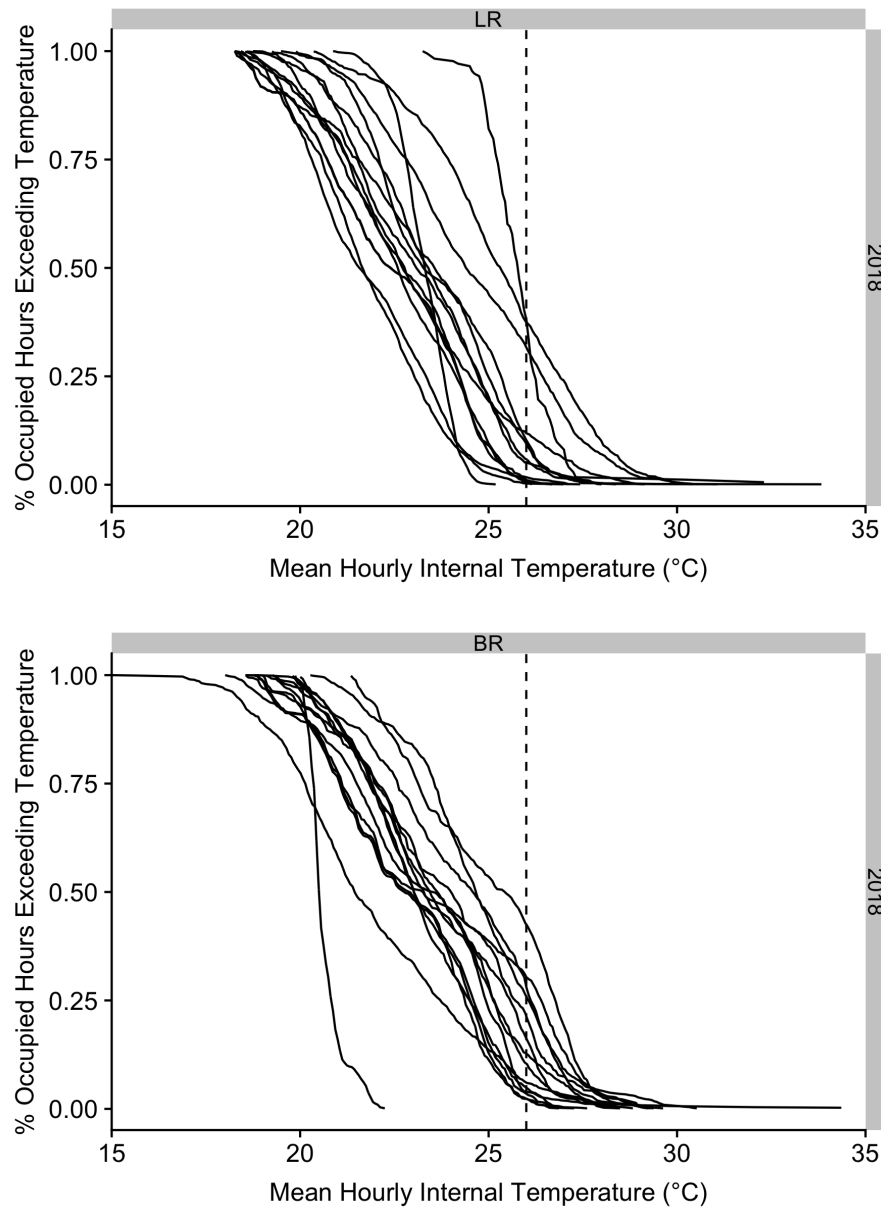 LR
1.00
0.75
0.50
0.25
0.00
% Occupied Hours Exceeding Temperature
2018
15 20 25 30 35
Mean Hourly Internal Temperature (°C)
BR
1.00
0.75
0.50
0.25
0.00
% Occupied Hours Exceeding Temperature
2018
15 20 25 30 35
Mean Hourly Internal Temperature (°C)